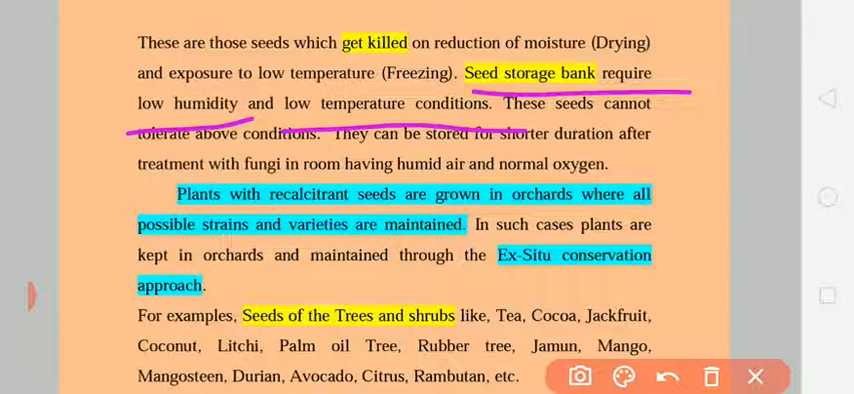 These are those seeds which get killed on reduction of moisture (Drying)
and exposure to low temperature (Freezing). Seed storage bank require
low humidity and low temperature conditions. These seeds cannot
tolerate above conditions. They can be stored for shorter duration after
treatment with fungi in room having humid air and normal oxygen.
Plants with recalcitrant seeds are grown in orchards where all
possible strains and varieties are maintained. In such cases plants are
kept in orchards and maintained through the Ex-Situ conservation
approach.
For examples, Seeds of the Trees and shrubs like, Tea, Cocoa, Jackfruit,
Coconut, Litchi, Palm oil Tree, Rubber tree, Jamun, Mango,
Mangosteen, Durian, Avocado, Citrus, Rambutan, etc.